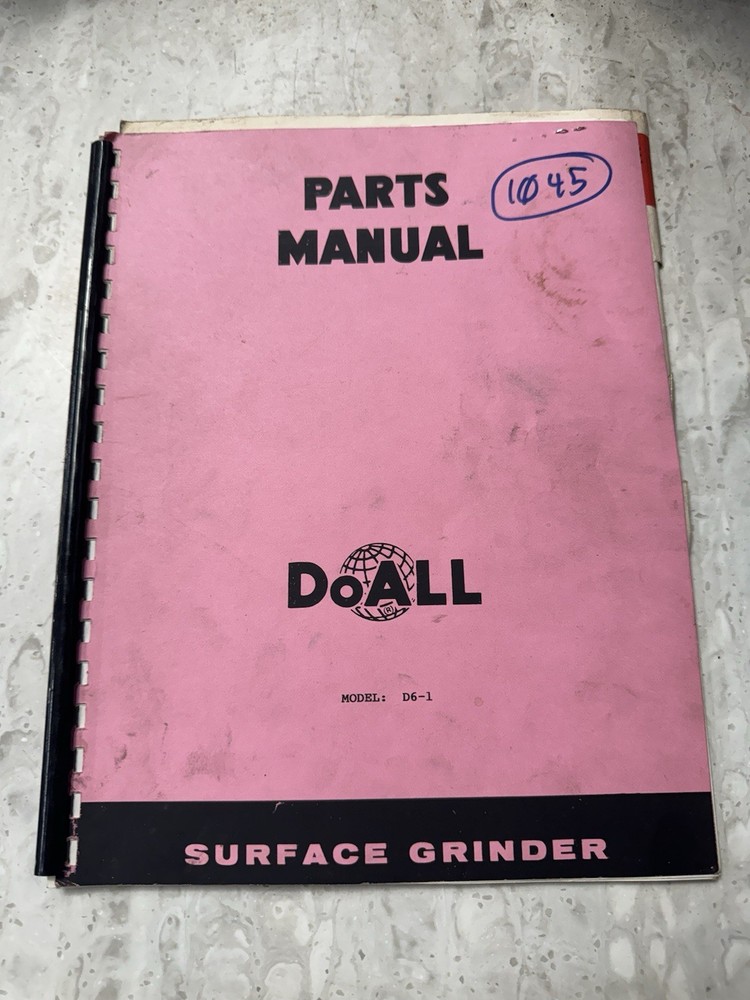 PARTS
MANUAL
1045
DoALL
(R)
MODEL: D6-1
SURFACE GRINDER